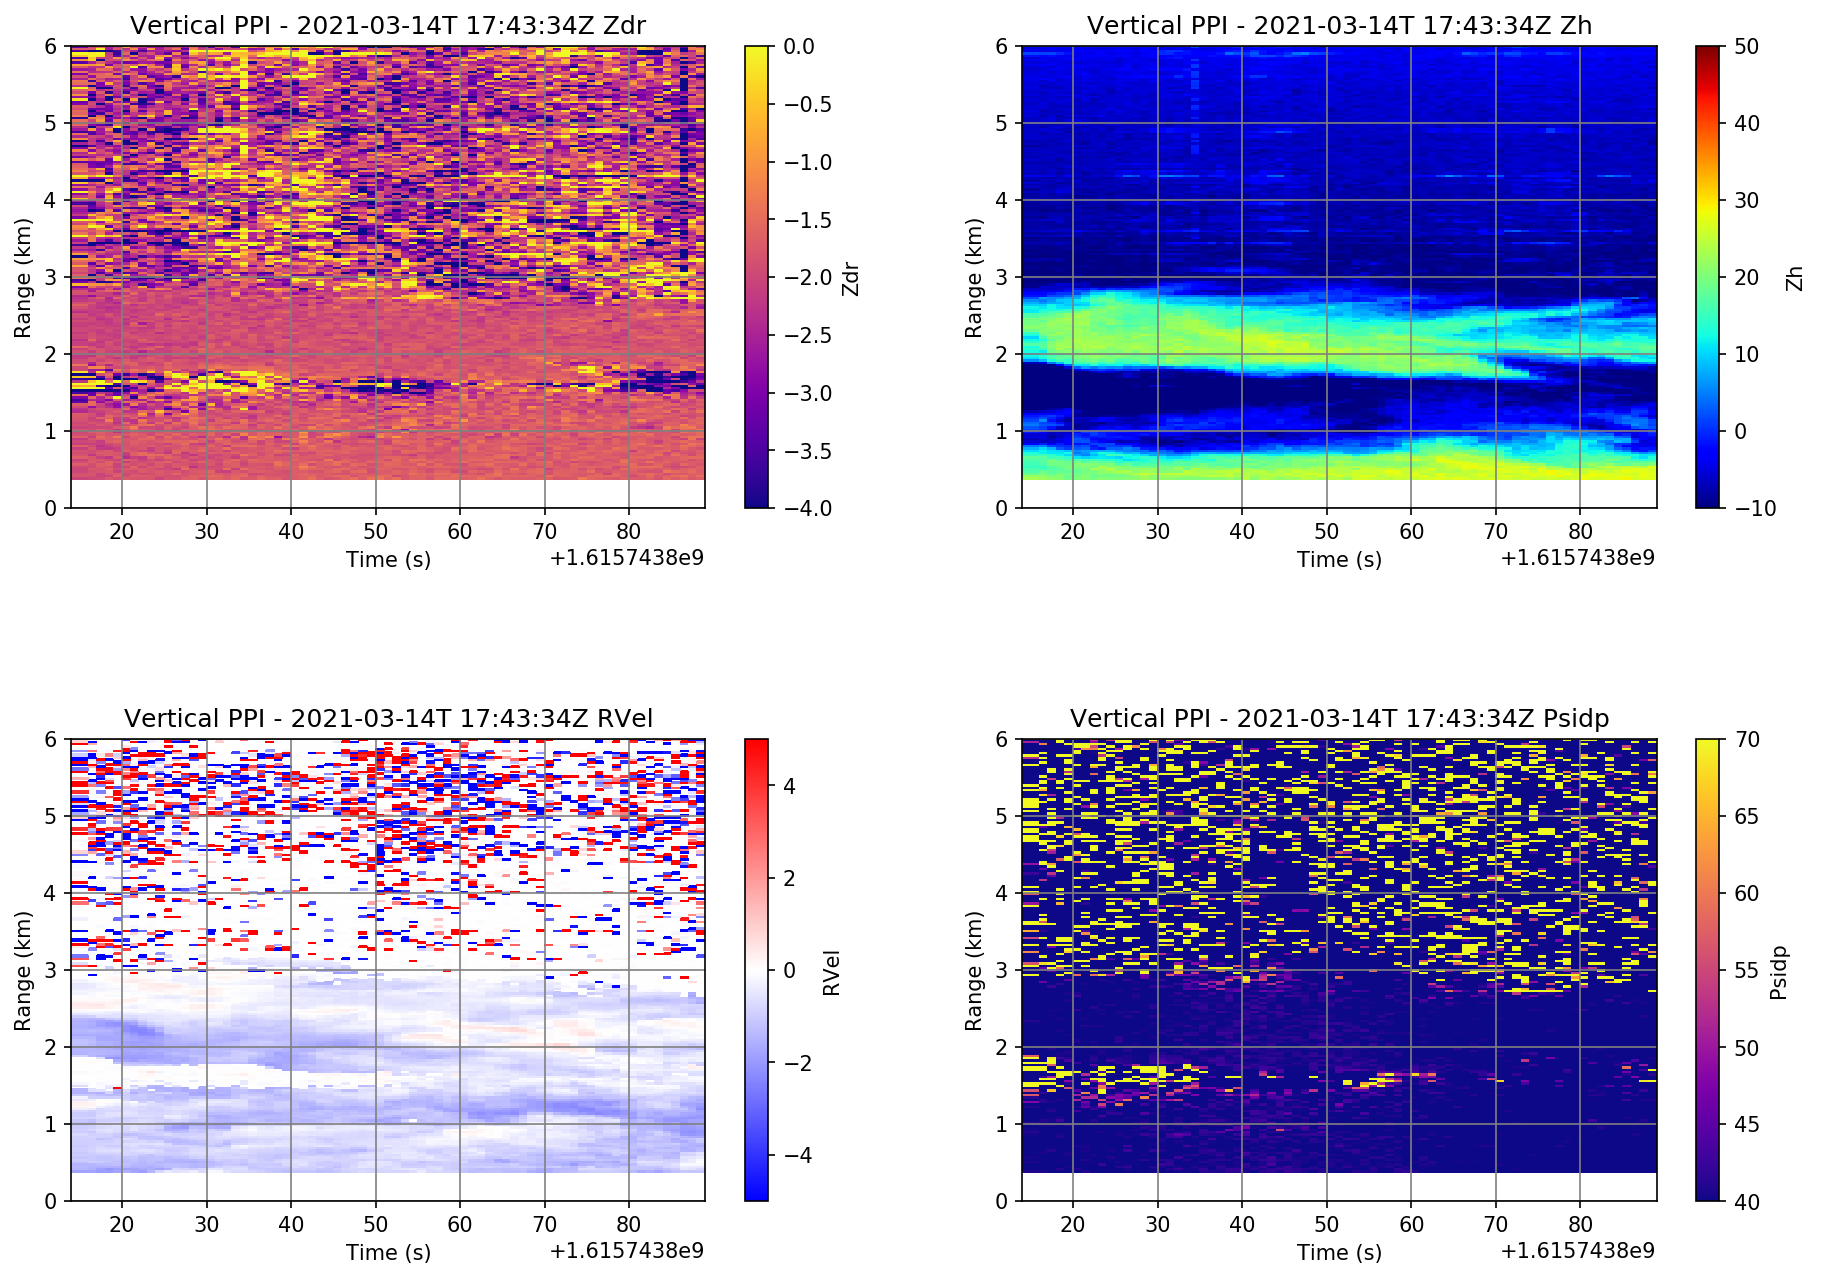 Vertical PPI - 2021-03-14T 17:43:34Z Zdr
6
5
4
3
2
1
0
Range (km)
20 30 40 50 60 70 80
Time (s)
+1.6157438e9
0.0
−0.5
−1.0
−1.5
−2.0
−2.5
−3.0
−3.5
−4.0
Zdr
Vertical PPI - 2021-03-14T 17:43:34Z Zh
6
5
4
3
2
1
0
Range (km)
20 30 40 50 60 70 80
Time (s)
+1.6157438e9
50
40
30
20
10
0
−10
Zh
Vertical PPI - 2021-03-14T 17:43:34Z RVel
6
5
4
3
2
1
0
Range (km)
20 30 40 50 60 70 80
Time (s)
+1.6157438e9
4
2
0
−2
−4
RVel
Vertical PPI - 2021-03-14T 17:43:34Z Psidp
6
5
4
3
2
1
0
Range (km)
20 30 40 50 60 70 80
Time (s)
+1.6157438e9
70
65
60
55
50
45
40
Psidp